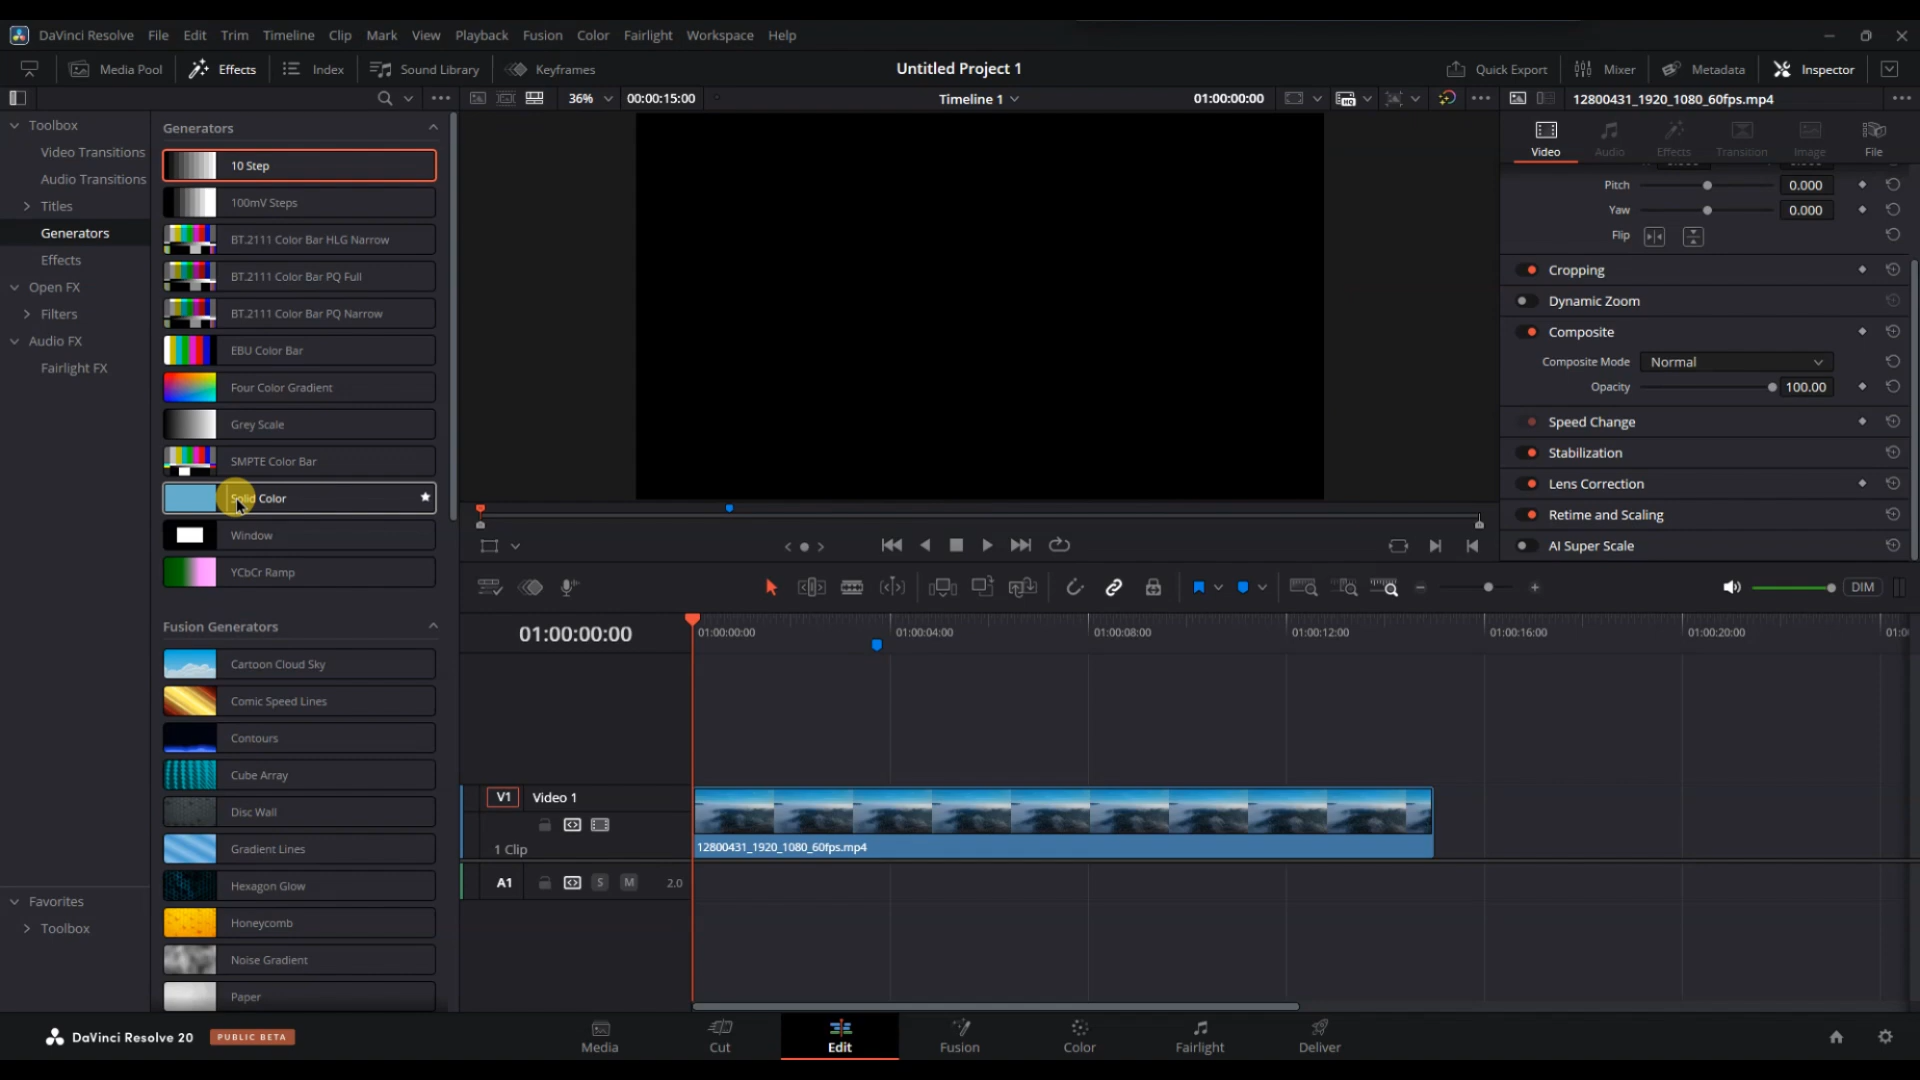 DaVinci Resolve File Edit Trim Timeline Clip Mark View Playback Fusion Color Fairlight Workspace Help
Media Pool Effects Index Sound Library Keyframes Untitled Project 1 Quick Export Mixer Metadata Inspector
36% 00:00:15:00 Timeline 1 01:00:00:00 12800431_1920_1080_60fps.mp4
Toolbox
Video Transitions
Audio Transitions
Titles
Generators
Effects
Open FX
Filters
Audio FX
Fairlight FX
Favorites
Toolbox
Generators
10 Step
100mV Steps
BT.2111 Color Bar HLG Narrow
BT.2111 Color Bar PQ Full
BT.2111 Color Bar PQ Narrow
EBU Color Bar
Four Color Gradient
Grey Scale
SMPTE Color Bar
Solid Color
Window
YCbCr Ramp
Fusion Generators
Cartoon Cloud Sky
Comic Speed Lines
Contours
Cube Array
Disc Wall
Gradient Lines
Hexagon Glow
Honeycomb
Noise Gradient
Paper
Video Audio Effects Transition Image File
Pitch 0.000
Yaw 0.000
Flip
Cropping
Dynamic Zoom
Composite
Composite Mode Normal
Opacity 100.00
Speed Change
Stabilization
Lens Correction
Retime and Scaling
AI Super Scale
DIM
01:00:00:00 01:00:00:00 01:00:04:00 01:00:08:00 01:00:12:00 01:00:16:00 01:00:20:00
V1 Video 1
1 Clip 12800431_1920_1080_60fps.mp4
A1 S M 2.0
DaVinci Resolve 20 PUBLIC BETA
Media Cut Edit Fusion Color Fairlight Deliver